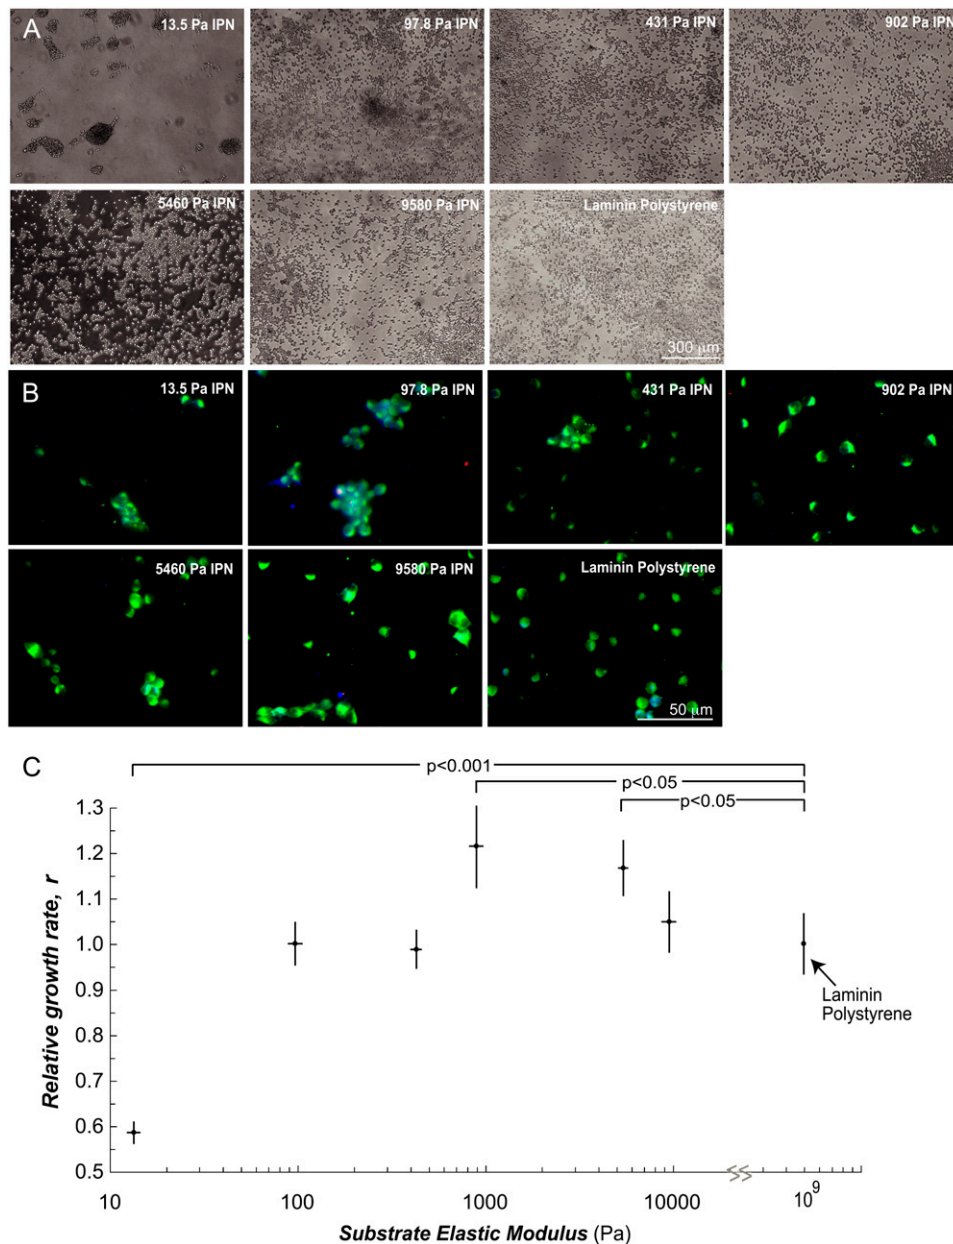 A
13.5 Pa IPN
97.8 Pa IPN
431 Pa IPN
902 Pa IPN
5460 Pa IPN
9580 Pa IPN
Laminin Polystyrene
300 μm
B
13.5 Pa IPN
97.8 Pa IPN
431 Pa IPN
902 Pa IPN
5460 Pa IPN
9580 Pa IPN
Laminin Polystyrene
50 μm
C
p<0.001
p<0.05
p<0.05
1.3
1.2
1.1
1.0
0.9
0.8
0.7
0.6
0.5
Relative growth rate, r
Laminin
Polystyrene
10
100
1000
10000
10⁹
Substrate Elastic Modulus (Pa)